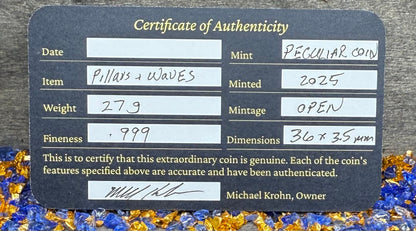 Certificate of Authenticity
Date
Mint PECULIAR COIN
Item Pillars + WAVES
Minted 2025
Weight 27g
Mintage OPEN
Fineness .999
Dimensions 36 x 3.5 mm
This is to certify that this extraordinary coin is genuine. Each of the coin's
features specified above are accurate and have been authenticated.
Michael Krohn, Owner